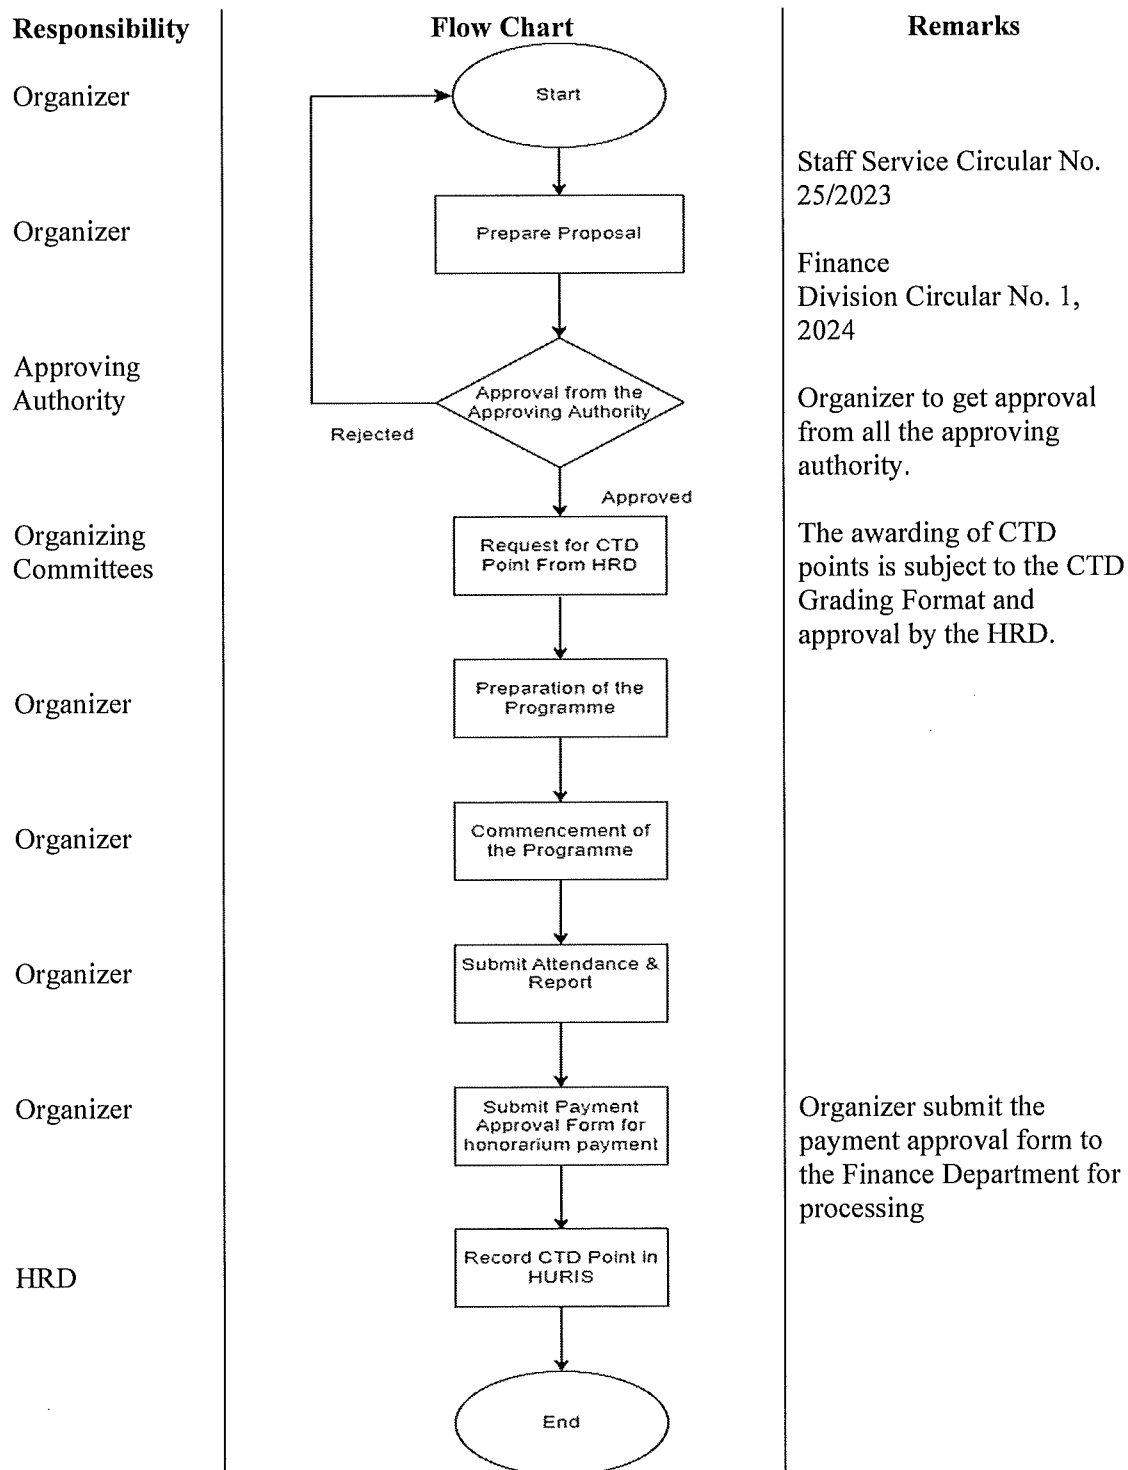 Responsibility
Flow Chart
Remarks
Organizer
Start
Staff Service Circular No.
25/2023
Organizer
Prepare Proposal
Finance
Division Circular No. 1,
2024
Approving
Authority
Approval from the
Approving Authority
Rejected
Approved
Organizer to get approval
from all the approving
authority.
Organizing
Committees
Request for CTD
Point From HRD
The awarding of CTD
points is subject to the CTD
Grading Format and
approval by the HRD.
Organizer
Preparation of the
Programme
Organizer
Commencement of
the Programme
Organizer
Submit Attendance &
Report
Organizer
Submit Payment
Approval Form for
honorarium payment
Organizer submit the
payment approval form to
the Finance Department for
processing
HRD
Record CTD Point in
HURIS
End